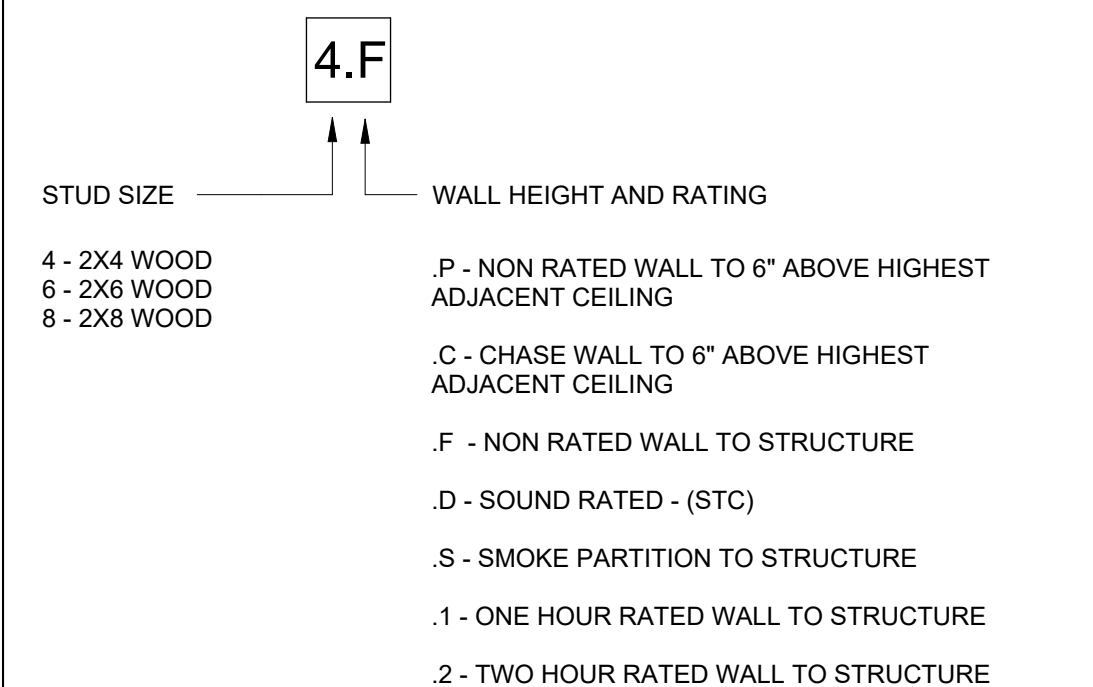 4.F
STUD SIZE
4 - 2X4 WOOD
6 - 2X6 WOOD
8 - 2X8 WOOD
WALL HEIGHT AND RATING
.P - NON RATED WALL TO 6" ABOVE HIGHEST
ADJACENT CEILING
.C - CHASE WALL TO 6" ABOVE HIGHEST
ADJACENT CEILING
.F - NON RATED WALL TO STRUCTURE
.D - SOUND RATED - (STC)
.S - SMOKE PARTITION TO STRUCTURE
.1 - ONE HOUR RATED WALL TO STRUCTURE
.2 - TWO HOUR RATED WALL TO STRUCTURE